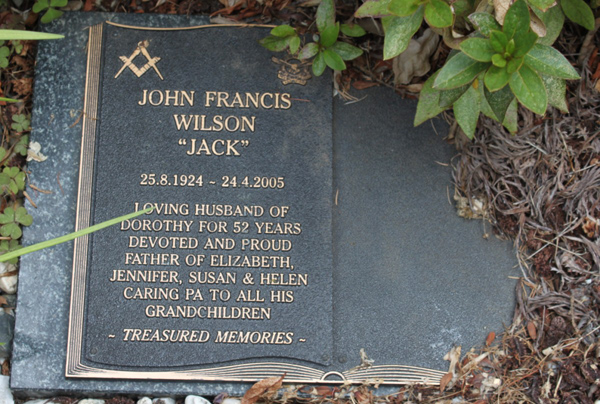 JOHN FRANCIS
WILSON
"JACK"
25.8.1924 ~ 24.4.2005
LOVING HUSBAND OF
DOROTHY FOR 52 YEARS
DEVOTED AND PROUD
FATHER OF ELIZABETH,
JENNIFER, SUSAN & HELEN
CARING PA TO ALL HIS
GRANDCHILDREN
~ TREASURED MEMORIES ~